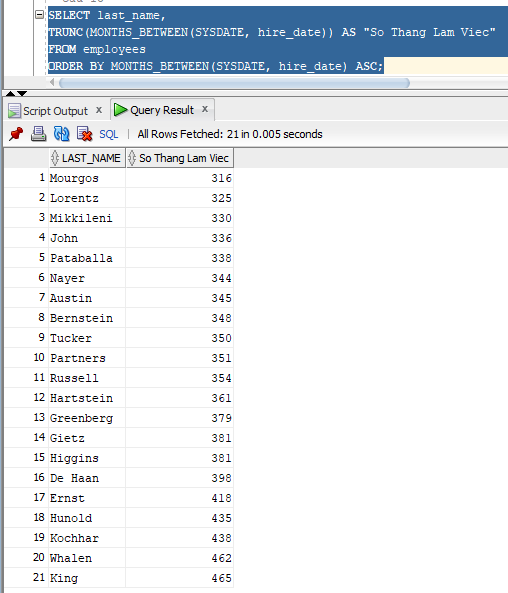 SELECT last_name,
TRUNC(MONTHS_BETWEEN(SYSDATE, hire_date)) AS "So Thang Lam Viec"
FROM employees
ORDER BY MONTHS_BETWEEN(SYSDATE, hire_date) ASC;
Script Output x Query Result x
SQL | All Rows Fetched: 21 in 0.005 seconds
LAST_NAME So Thang Lam Viec
1 Mourgos 316
2 Lorentz 325
3 Mikkileni 330
4 John 336
5 Pataballa 338
6 Nayer 344
7 Austin 345
8 Bernstein 348
9 Tucker 350
10 Partners 351
11 Russell 354
12 Hartstein 361
13 Greenberg 379
14 Gietz 381
15 Higgins 381
16 De Haan 398
17 Ernst 418
18 Hunold 435
19 Kochhar 438
20 Whalen 462
21 King 465